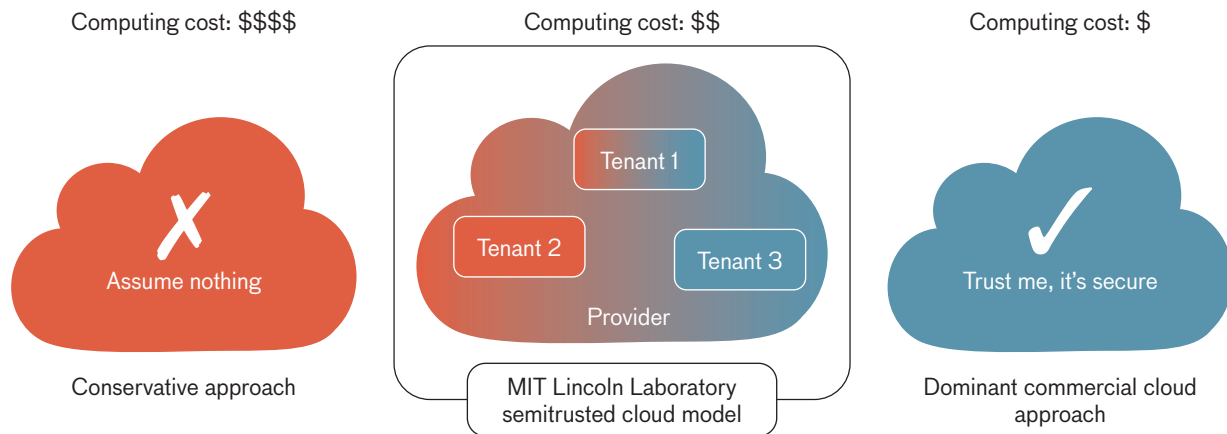 Computing cost: $$$$
Computing cost: $$
Computing cost: $
Assume nothing
Tenant 1
Tenant 2
Tenant 3
Provider
Trust me, it's secure
Conservative approach
MIT Lincoln Laboratory
semitrusted cloud model
Dominant commercial cloud
approach